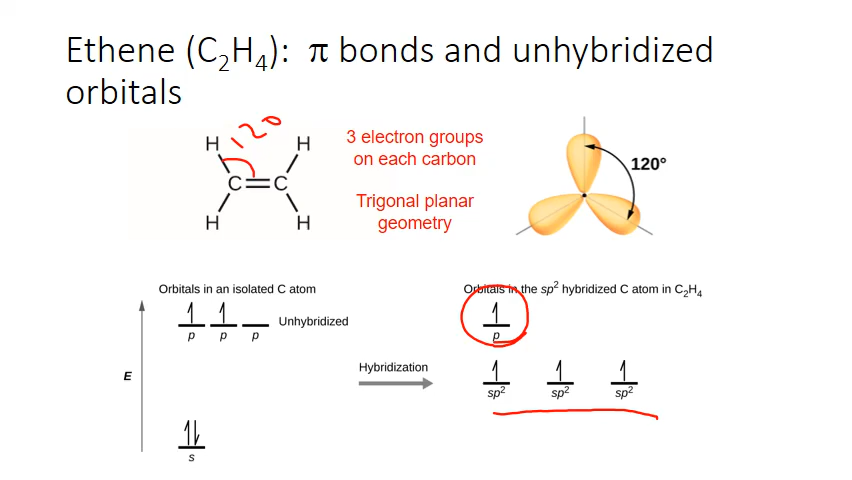 Ethene (C₂H₄): π bonds and unhybridized
orbitals
120
H H
C=C
H H
3 electron groups
on each carbon
Trigonal planar
geometry
120°
Orbitals in an isolated C atom
p p p Unhybridized
E
s
Hybridization
Orbitals in the sp² hybridized C atom in C₂H₄
p
sp² sp² sp²